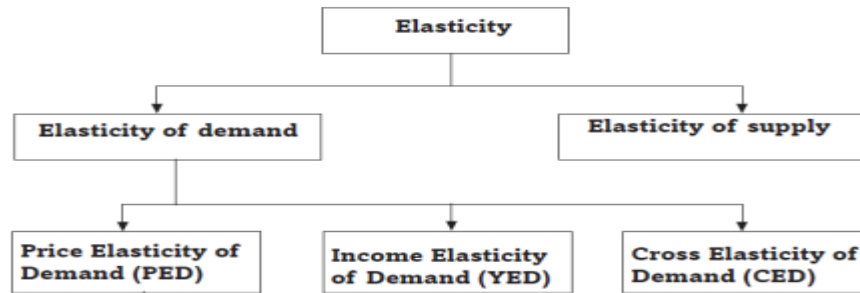 Elasticity
Elasticity of demand
Elasticity of supply
Price Elasticity of
Demand (PED)
Income Elasticity
of Demand (YED)
Cross Elasticity of
Demand (CED)